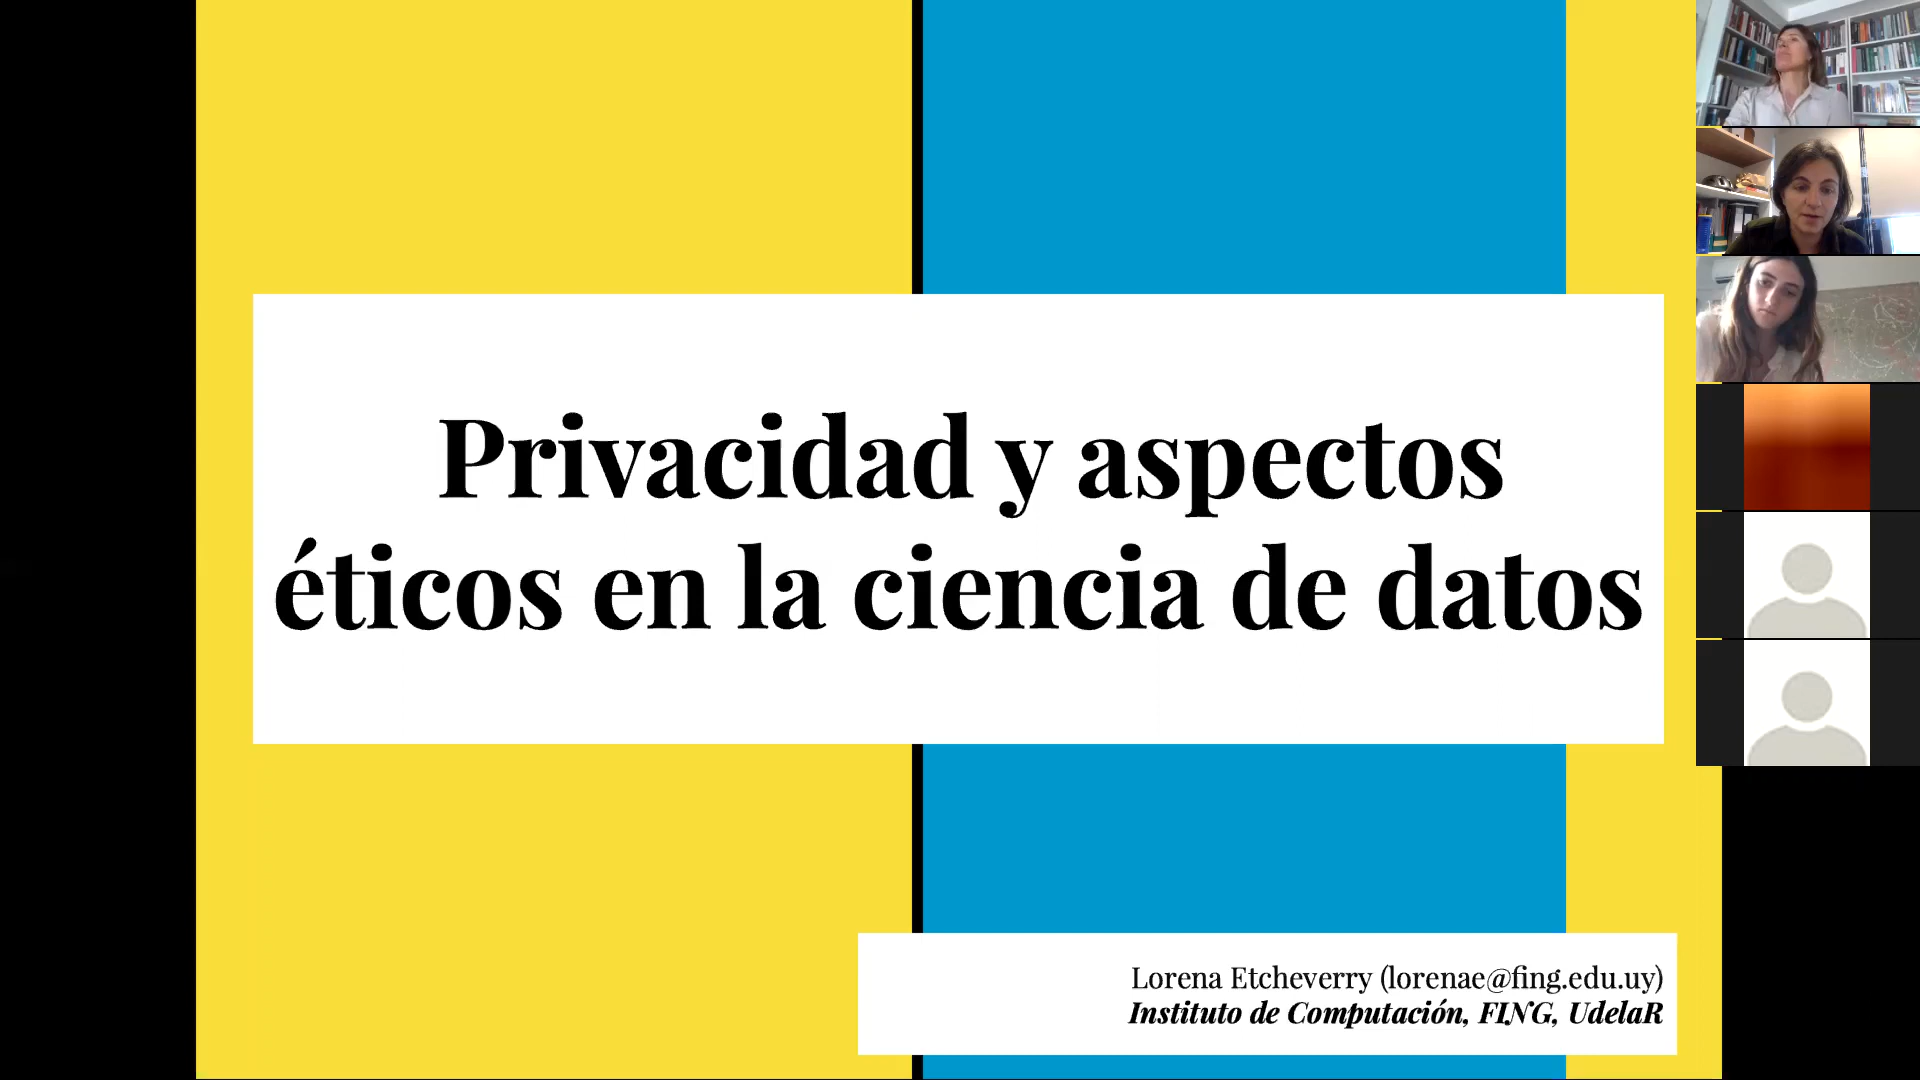 Privacidad y aspectos
éticos en la ciencia de datos
Lorena Etcheverry (lorenae@fing.edu.uy)
Instituto de Computación, FING, UdelaR